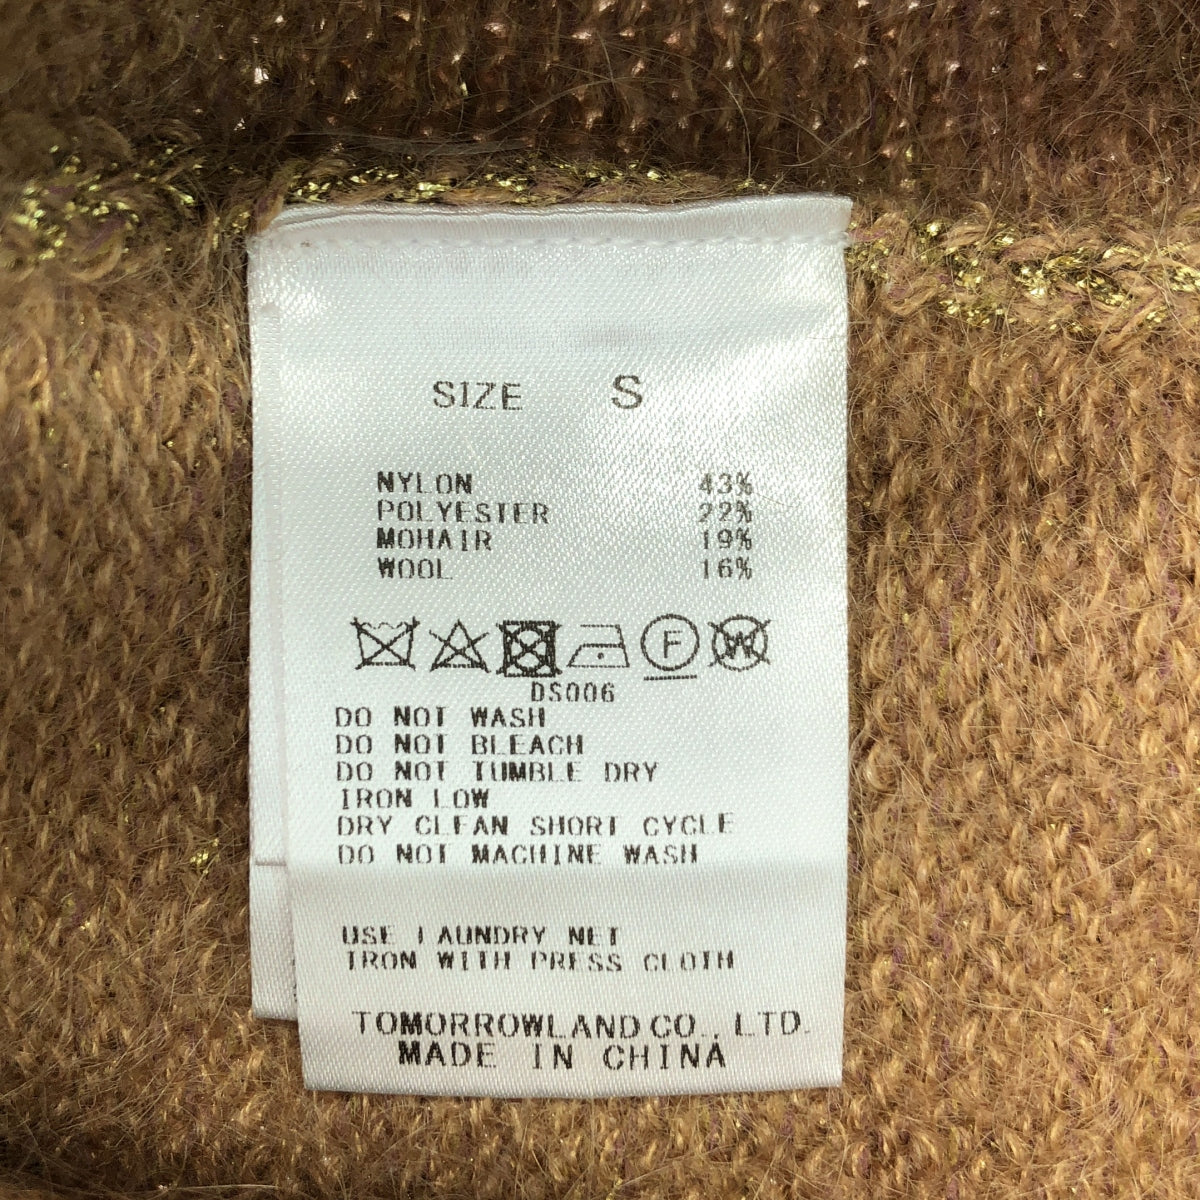 SIZE S
NYLON 43%
POLYESTER 22%
MOHAIR 19%
WOOL 16%
F W
DS006
DO NOT WASH
DO NOT BLEACH
DO NOT TUMBLE DRY
IRON LOW
DRY CLEAN SHORT CYCLE
DO NOT MACHINE WASH
USE LAUNDRY NET
IRON WITH PRESS CLOTH
TOMORROWLAND CO., LTD.
MADE IN CHINA